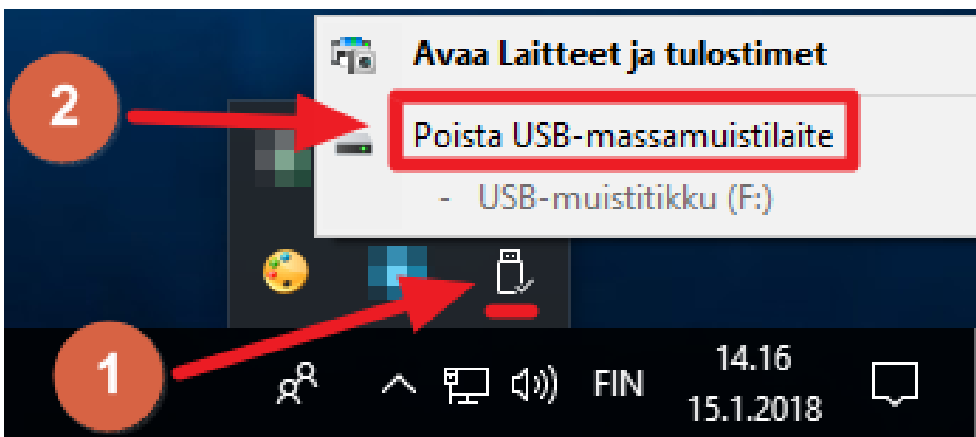 Avaa Laitteet ja tulostimet
2
Poista USB-massamuistilaite
- USB-muistitikku (F:)
1
FIN
14.16
15.1.2018